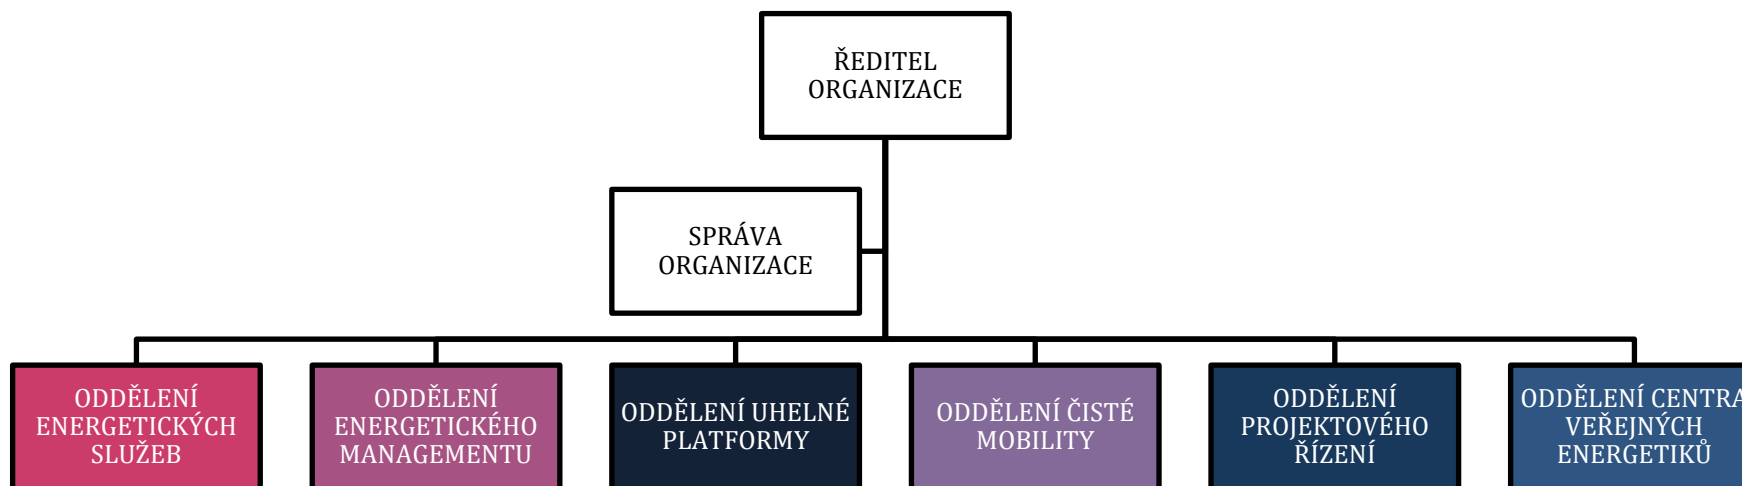 ŘEDITEL
ORGANIZACE
SPRÁVA
ORGANIZACE
ODDĚLENÍ
ENERGETICKÝCH
SLUŽEB
ODDĚLENÍ
ENERGETICKÉHO
MANAGEMENTU
ODDĚLENÍ UHELNÉ
PLATFORMY
ODDĚLENÍ ČISTÉ
MOBILITY
ODDĚLENÍ
PROJEKTOVÉHO
ŘÍZENÍ
ODDĚLENÍ CENTRA
VEŘEJNÝCH
ENERGETIKŮ